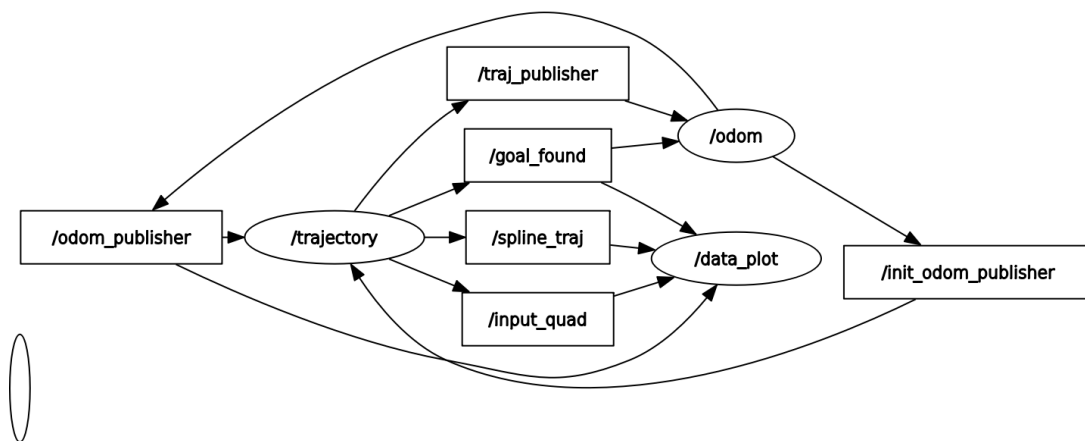 /traj_publisher
/odom
/goal_found
/odom_publisher
/trajectory
/spline_traj
/data_plot
/init_odom_publisher
/input_quad